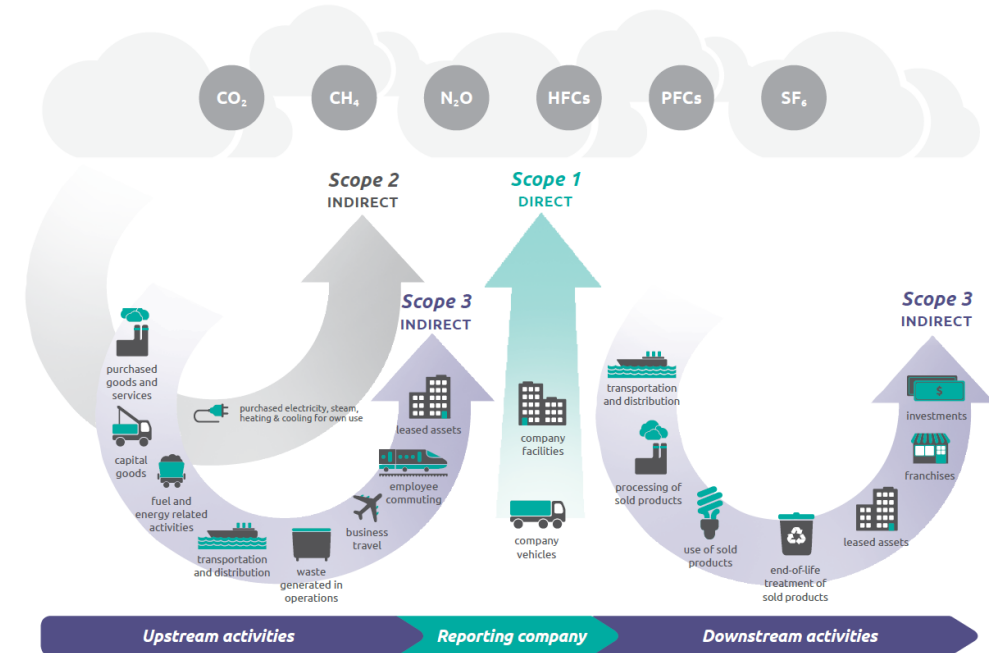 CO₂
CH₄
N₂O
HFCs
PFCs
SF₆
Scope 2
INDIRECT
Scope 1
DIRECT
Scope 3
INDIRECT
Scope 3
INDIRECT
purchased
goods and
services
capital
goods
fuel and
energy related
activities
transportation
and distribution
waste
generated in
operations
business
travel
employee
commuting
leased assets
purchased electricity, steam,
heating & cooling for own use
company
facilities
company
vehicles
transportation
and distribution
processing of
sold products
use of sold
products
end-of-life
treatment of
sold products
leased assets
franchises
$
investments
Upstream activities
Reporting company
Downstream activities